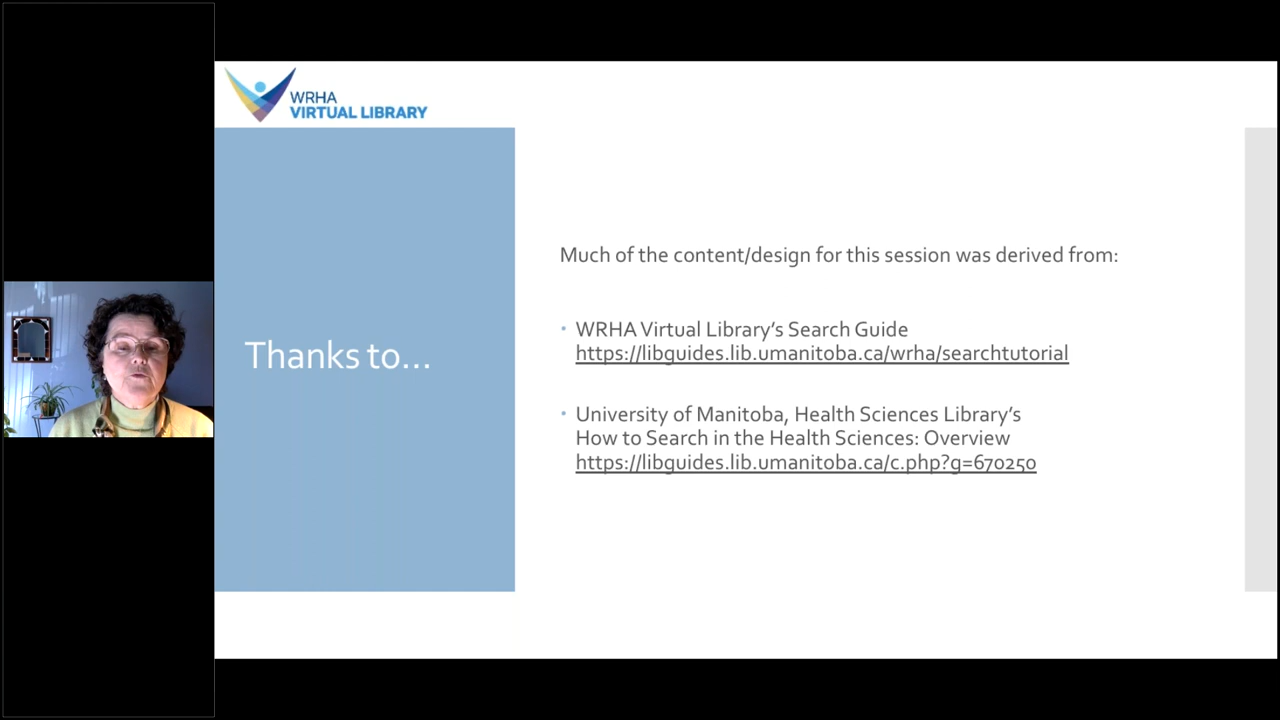 WRHA
VIRTUAL LIBRARY
Thanks to...
Much of the content/design for this session was derived from:
WRHA Virtual Library's Search Guide
https://libguides.lib.umanitoba.ca/wrha/searchtutorial
University of Manitoba, Health Sciences Library's
How to Search in the Health Sciences: Overview
https://libguides.lib.umanitoba.ca/c.php?g=670250